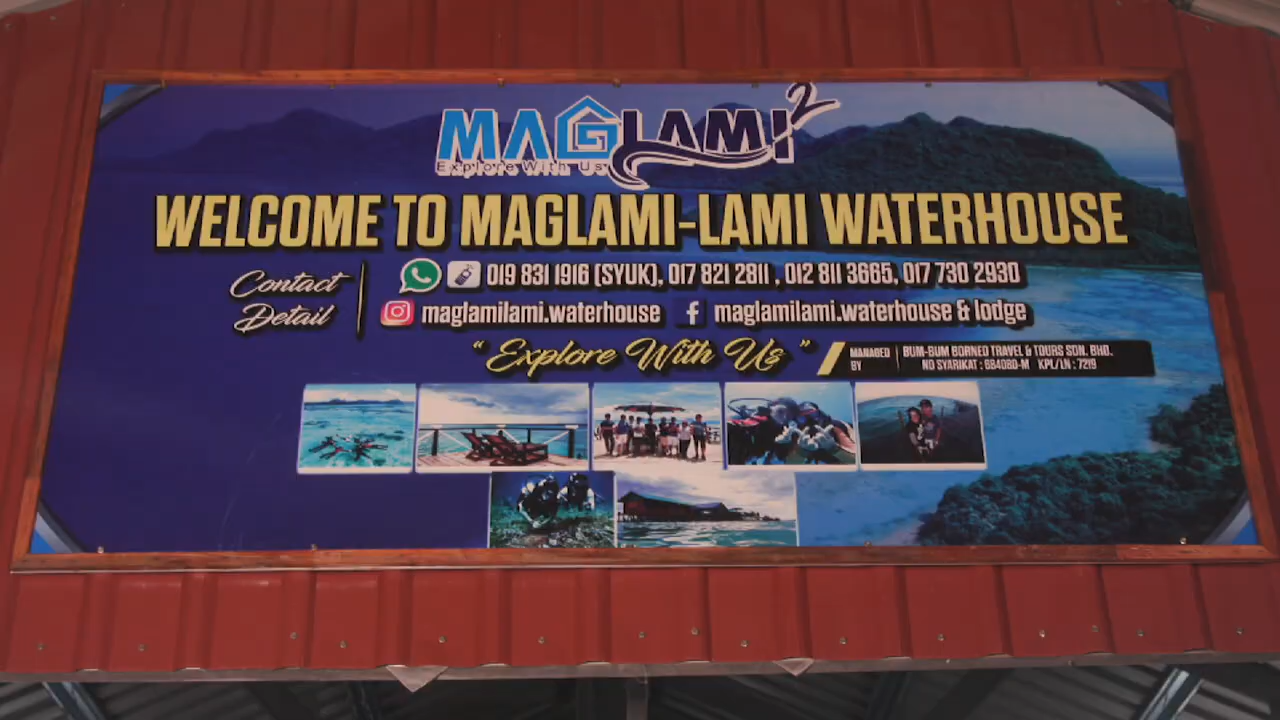 MAGLAMI2
Explore With Us
WELCOME TO MAGLAMI-LAMI WATERHOUSE
Contact Detail
019 831 1916 (SYUK), 017 821 2811 , 012 811 3665, 017 730 2930
maglamilami.waterhouse maglamilami.waterhouse & lodge
“ Explore With Us ”
MANAGED BY
BUM-BUM BORNEO TRAVEL & TOURS SDN. BHD.
NO SYARIKAT : 684080-M KPL/LN : 7219